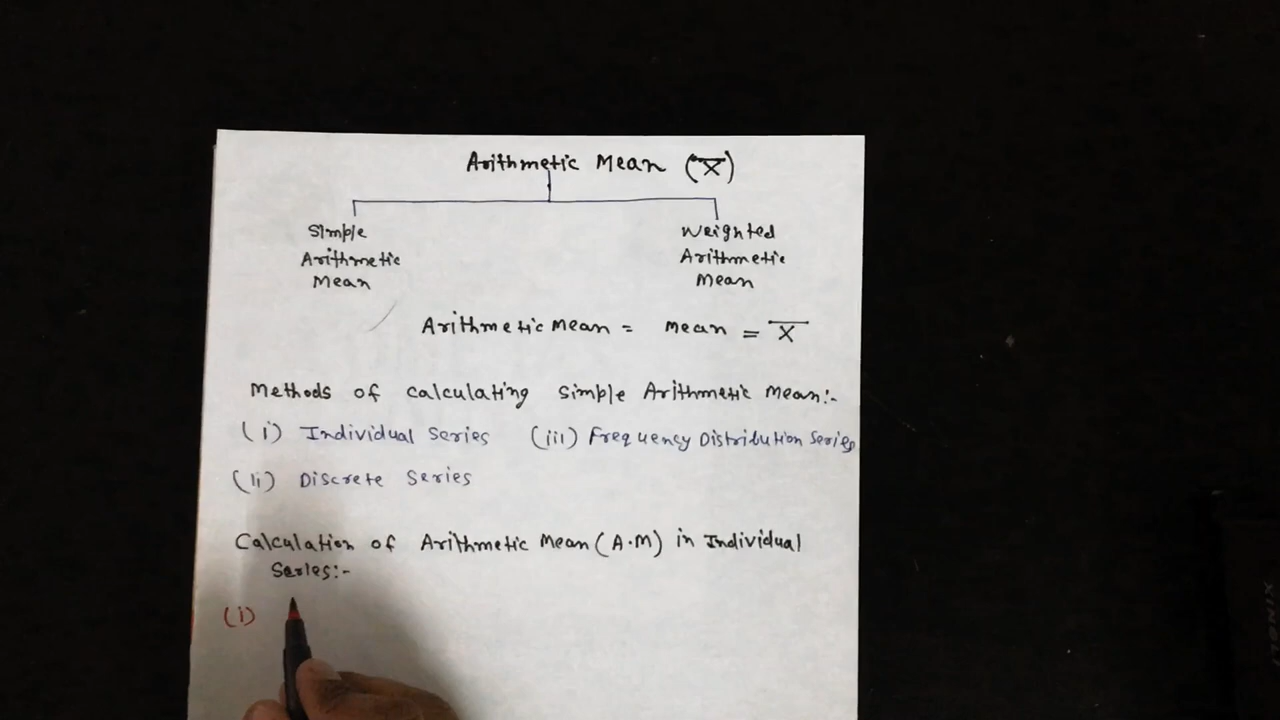 Arithmetic Mean (X̅)
Simple
Arithmetic
Mean
Weighted
Arithmetic
Mean
Arithmetic Mean = Mean = X̅
Methods of calculating Simple Arithmetic Mean:-
(i) Individual Series (iii) Frequency Distribution Series
(ii) Discrete Series
Calculation of Arithmetic Mean (A.M) in Individual
Series:-
(i)